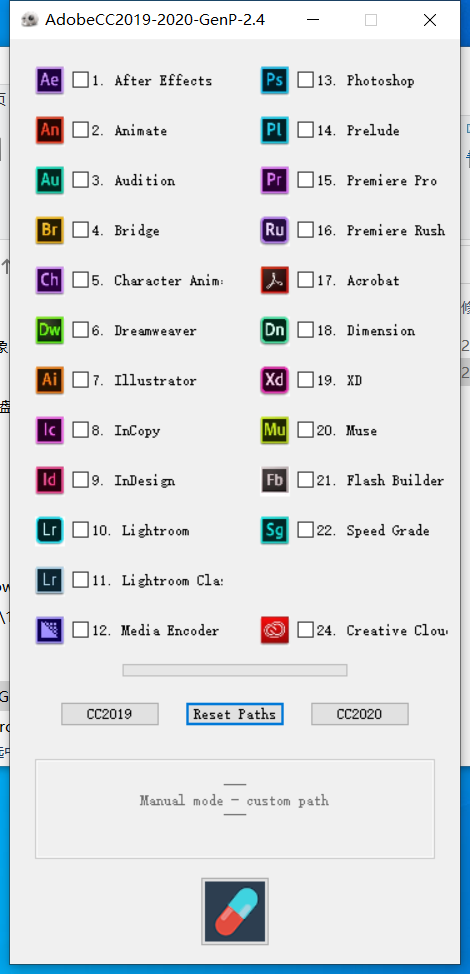 AdobeCC2019-2020-GenP-2.4
Ae 1. After Effects
Ps 13. Photoshop
An 2. Animate
Pl 14. Prelude
Au 3. Audition
Pr 15. Premiere Pro
Br 4. Bridge
Ru 16. Premiere Rush
Ch 5. Character Anim
17. Acrobat
Dw 6. Dreamweaver
Dn 18. Dimension
Ai 7. Illustrator
Xd 19. XD
Ic 8. InCopy
Mu 20. Muse
Id 9. InDesign
Fb 21. Flash Builder
Lr 10. Lightroom
Sg 22. Speed Grade
Lr 11. Lightroom Cla
12. Media Encoder
24. Creative Clou
CC2019
Reset Paths
CC2020
Manual mode - custom path